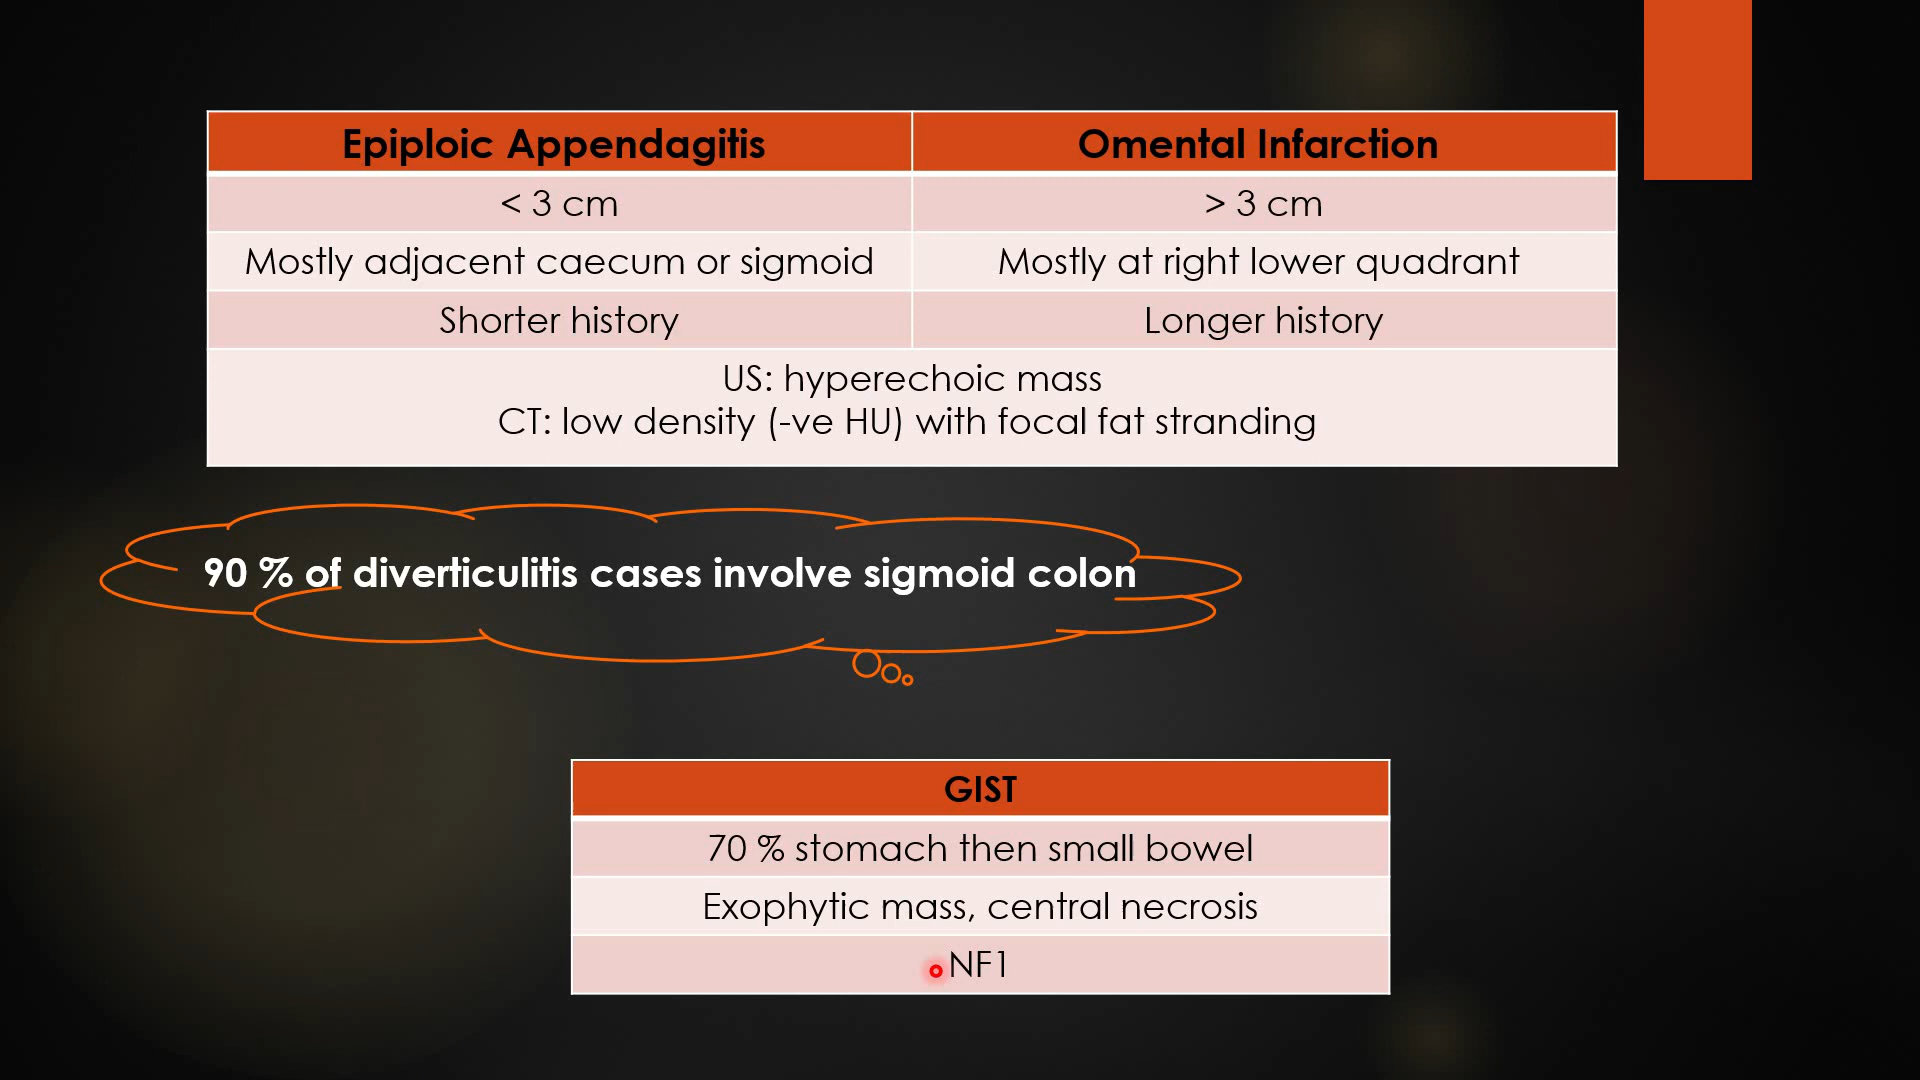 Epiploic Appendagitis
Omental Infarction
< 3 cm
> 3 cm
Mostly adjacent caecum or sigmoid
Mostly at right lower quadrant
Shorter history
Longer history
US: hyperechoic mass
CT: low density (-ve HU) with focal fat stranding
90 % of diverticulitis cases involve sigmoid colon
GIST
70 % stomach then small bowel
Exophytic mass, central necrosis
NF1